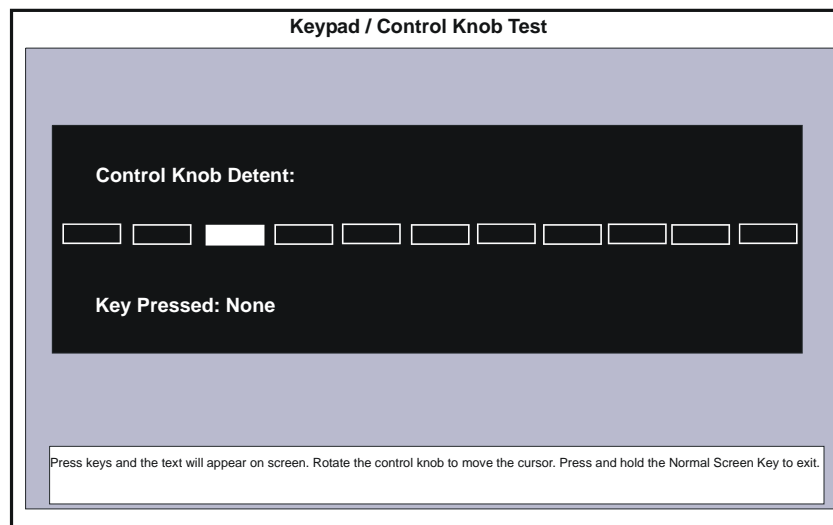 Keypad / Control Knob Test
Control Knob Detent:
Key Pressed: None
Press keys and the text will appear on screen. Rotate the control knob to move the cursor. Press and hold the Normal Screen Key to exit.